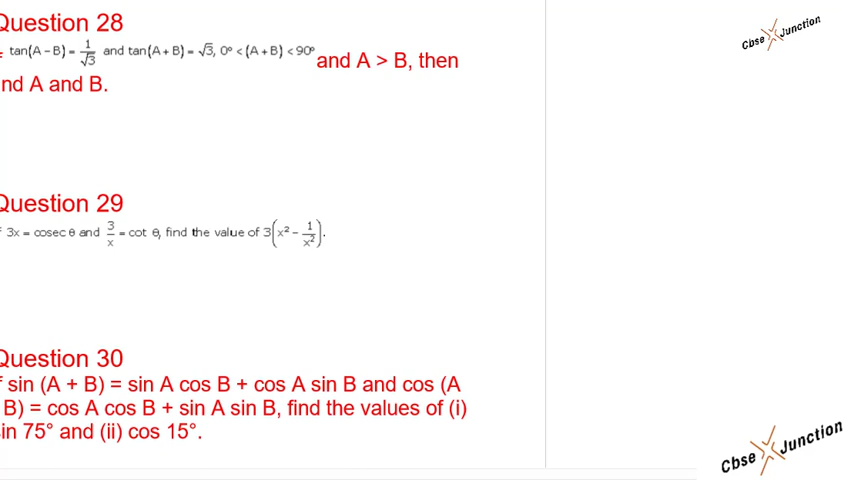 Question 28
tan(A - B) = 1/√3 and tan(A + B) = √3, 0° < (A + B) < 90° and A > B, then
nd A and B.
Question 29
3x = cosec θ and 3/x = cot θ, find the value of 3(x² - 1/x²).
Question 30
f sin (A + B) = sin A cos B + cos A sin B and cos (A
B) = cos A cos B + sin A sin B, find the values of (i)
in 75° and (ii) cos 15°.
Cbse Junction
Cbse Junction